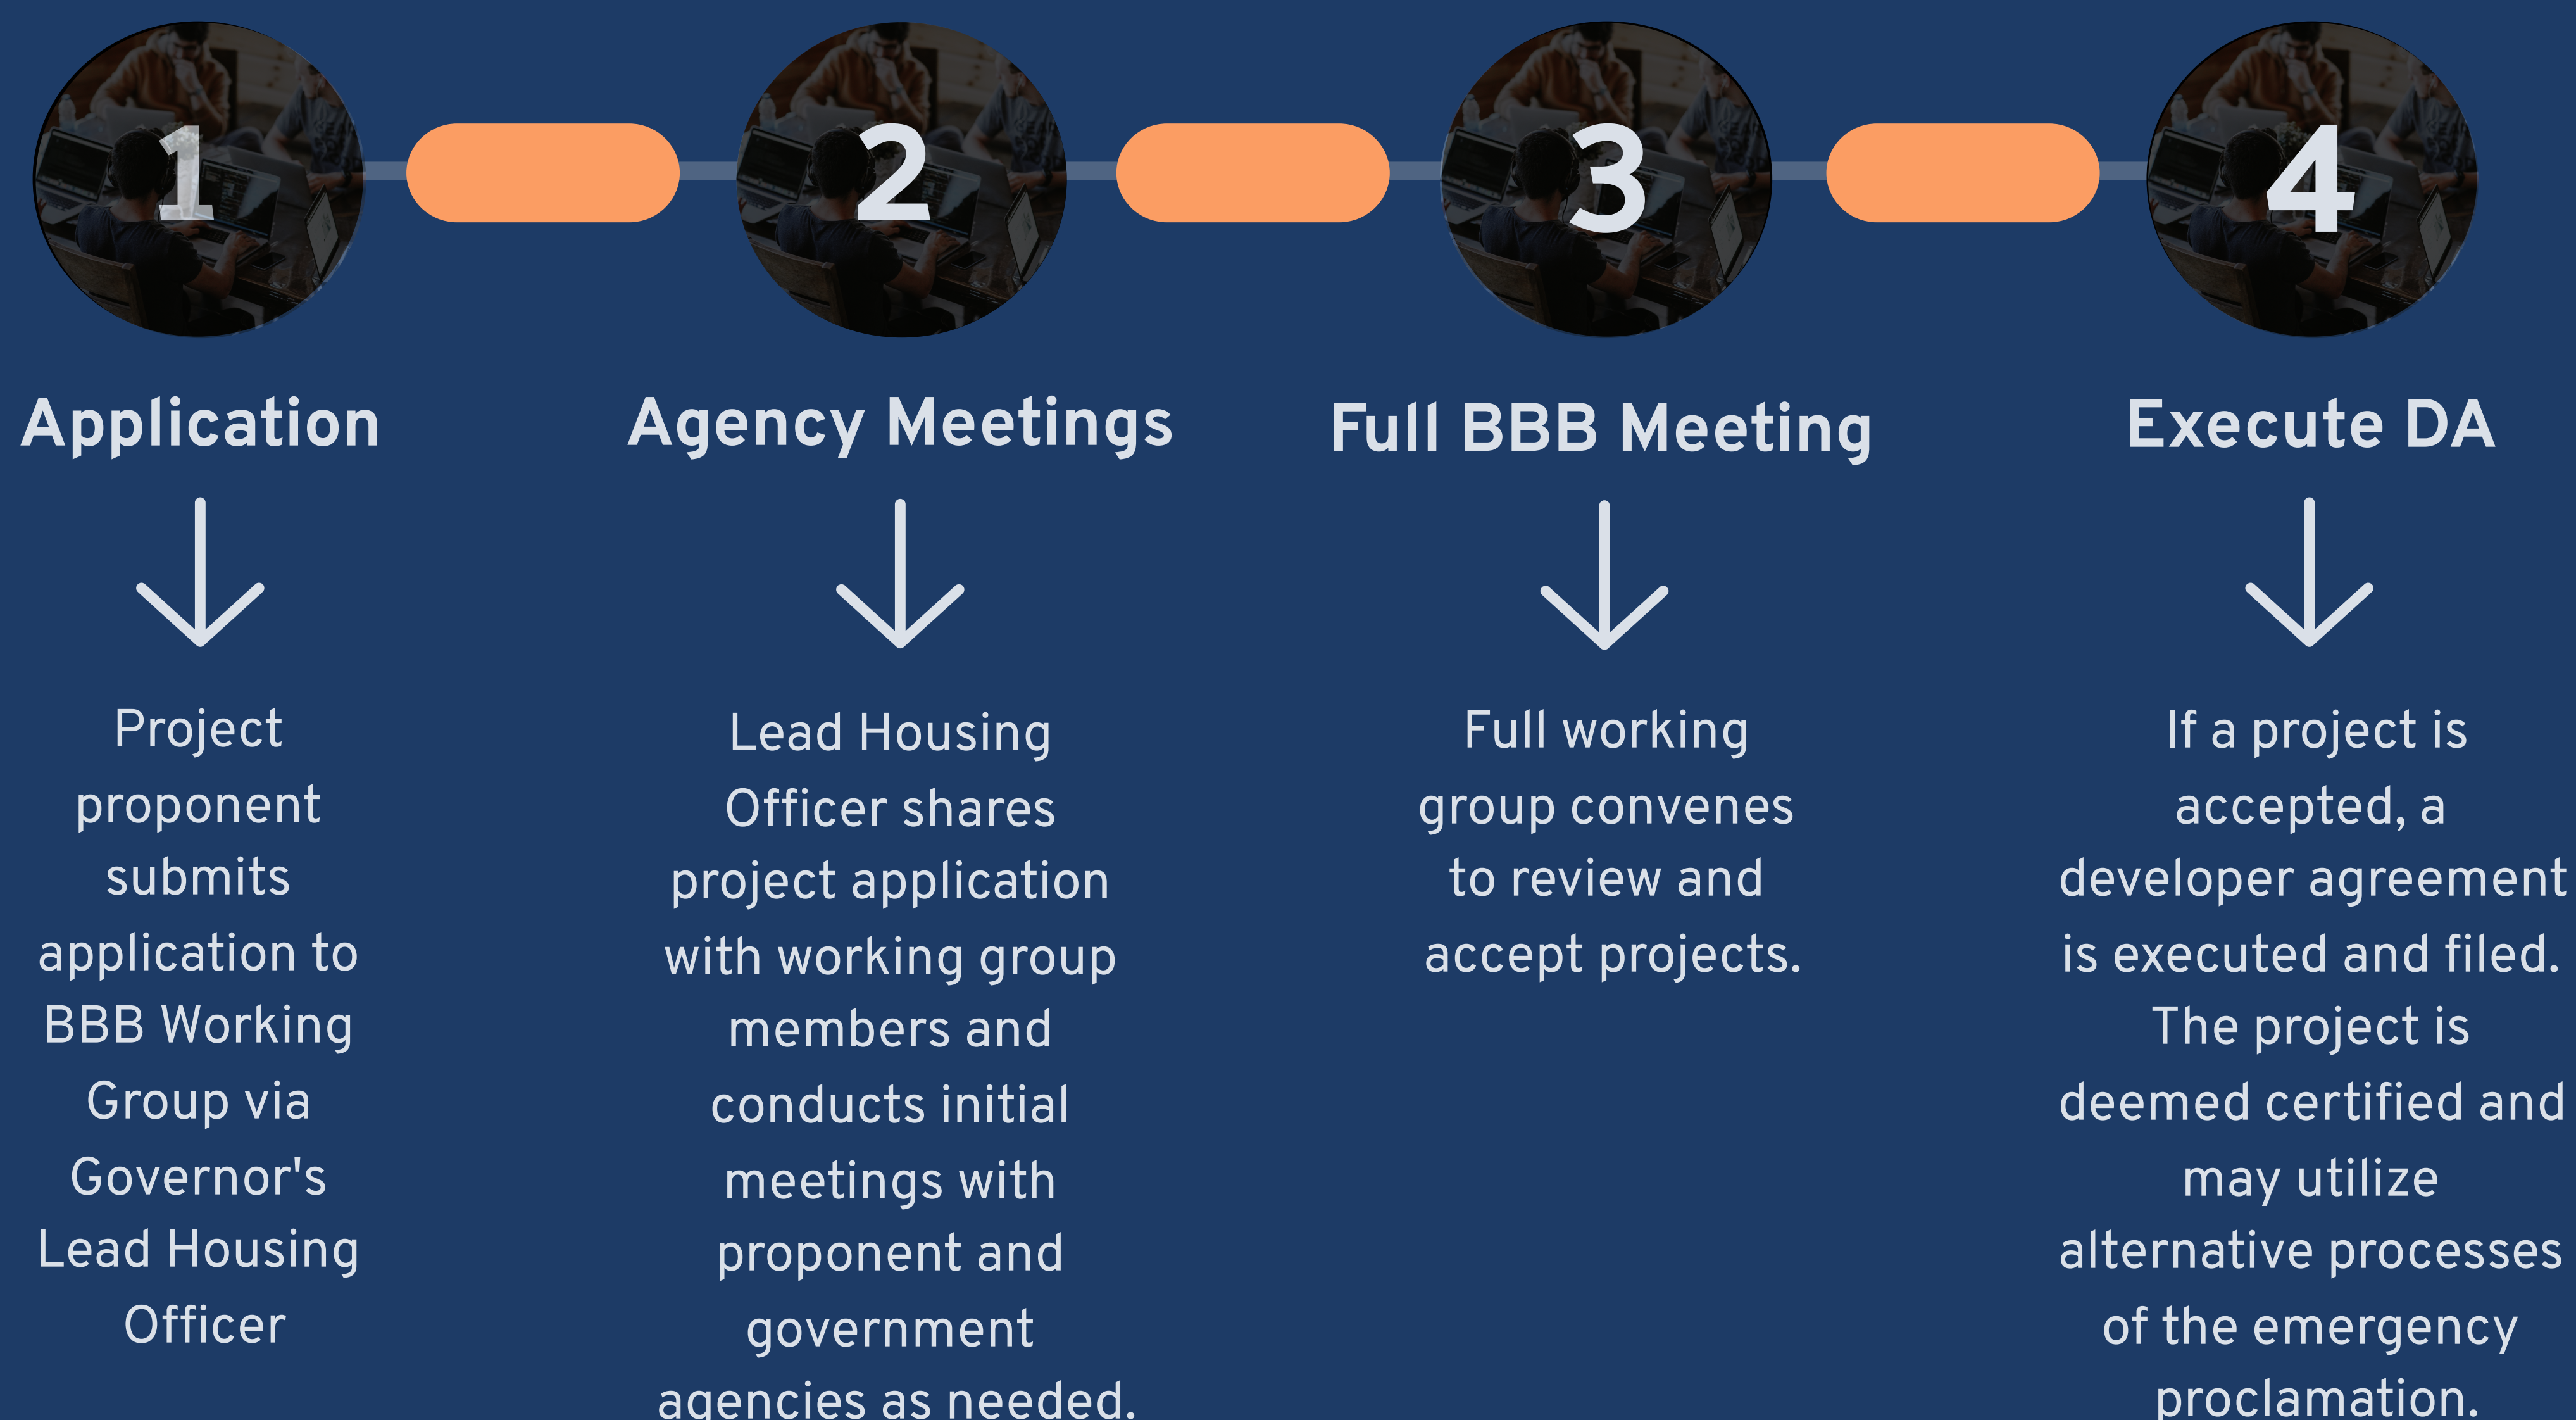 1
2
3
4
Application
Agency Meetings
Full BBB Meeting
Execute DA
Project
proponent
submits
application to
BBB Working
Group via
Governor's
Lead Housing
Officer
Lead Housing
Officer shares
project application
with working group
members and
conducts initial
meetings with
proponent and
government
agencies as needed.
Full working
group convenes
to review and
accept projects.
If a project is
accepted, a
developer agreement
is executed and filed.
The project is
deemed certified and
may utilize
alternative processes
of the emergency
proclamation.